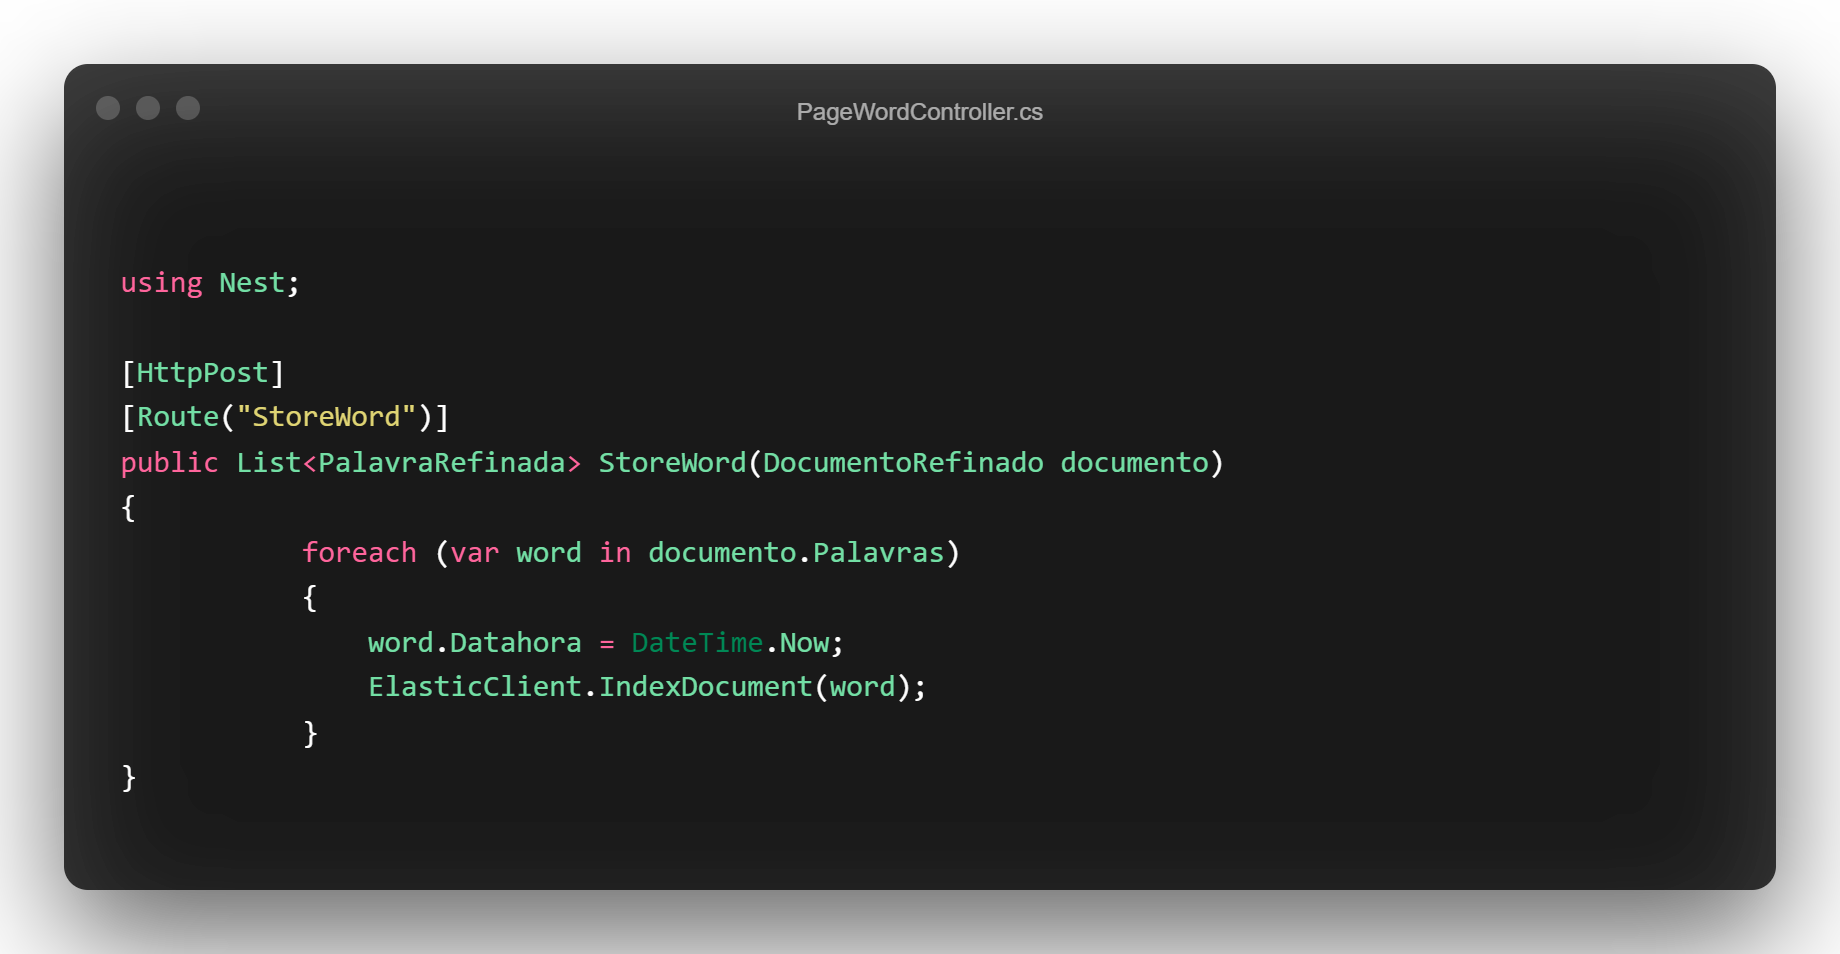 PageWordController.cs
using Nest;
[HttpPost]
[Route("StoreWord")]
public List<PalavraRefinada> StoreWord(DocumentoRefinado documento)
{
foreach (var word in documento.Palavras)
{
word.Datahora = DateTime.Now;
ElasticClient.IndexDocument(word);
}
}